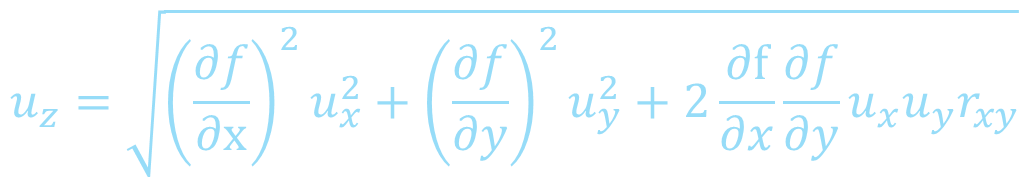 u_z = √((∂f/∂x)² u_x² + (∂f/∂y)² u_y² + 2 ∂f/∂x ∂f/∂y u_x u_y r_xy)